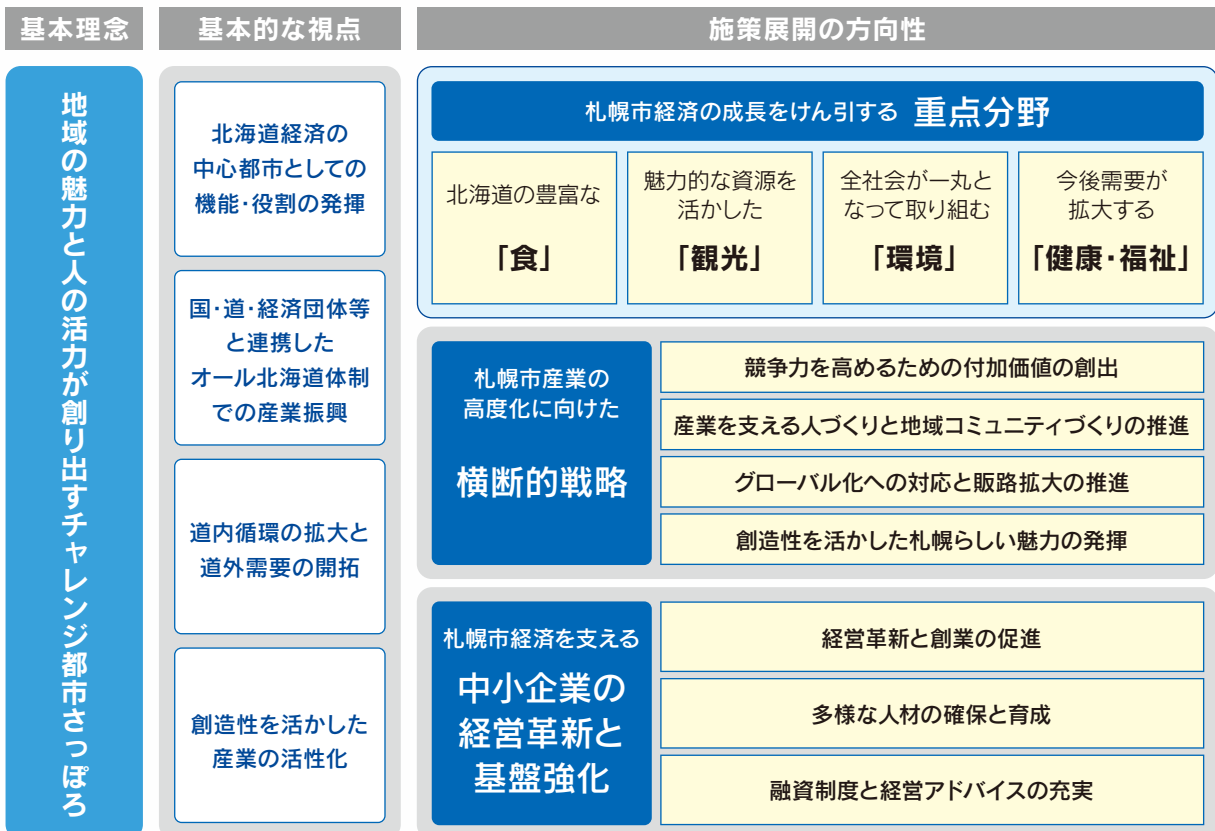 基本理念
基本的な視点
施策展開の方向性
地域の魅力と人の活力が創り出すチャレンジ都市さっぽろ
北海道経済の
中心都市としての
機能・役割の発揮
国・道・経済団体等
と連携した
オール北海道体制
での産業振興
道内循環の拡大と
道外需要の開拓
創造性を活かした
産業の活性化
札幌市経済の成長をけん引する 重点分野
北海道の豊富な
「食」
魅力的な資源を
活かした
「観光」
全社会が一丸と
なって取り組む
「環境」
今後需要が
拡大する
「健康・福祉」
札幌市産業の
高度化に向けた
横断的戦略
競争力を高めるための付加価値の創出
産業を支える人づくりと地域コミュニティづくりの推進
グローバル化への対応と販路拡大の推進
創造性を活かした札幌らしい魅力の発揮
札幌市経済を支える
中小企業の
経営革新と
基盤強化
経営革新と創業の促進
多様な人材の確保と育成
融資制度と経営アドバイスの充実